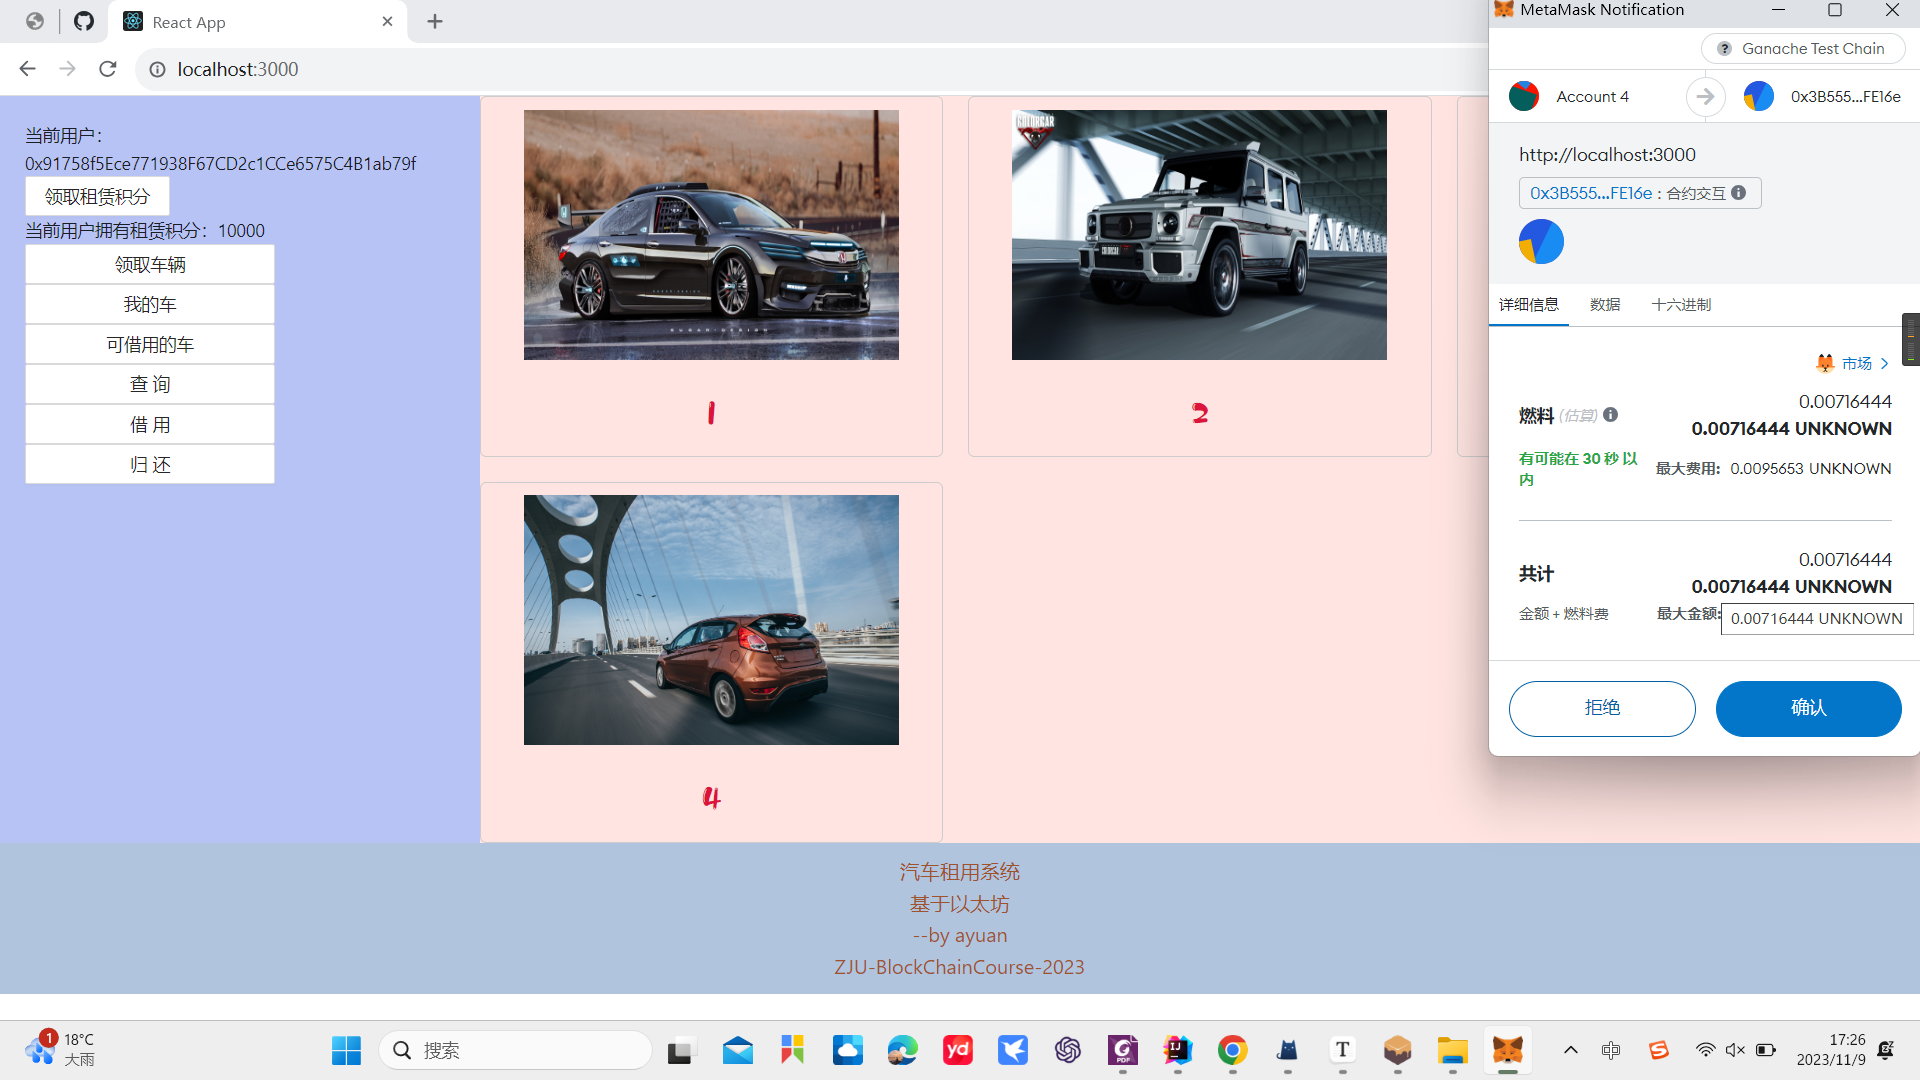 React App
localhost:3000
当前用户：
0x91758f5Ece771938F67CD2c1CCe6575C4B1ab79f
领取租赁积分
当前用户拥有租赁积分：10000
领取车辆
我的车
可借用的车
查 询
借 用
归 还
1
COLORCAR
COLORCAR
2
4
汽车租用系统
基于以太坊
--by ayuan
ZJU-BlockChainCourse-2023
MetaMask Notification
Ganache Test Chain
Account 4
0x3B555...FE16e
http://localhost:3000
0x3B555...FE16e : 合约交互
详细信息 数据 十六进制
市场
燃料 (估算)
0.00716444
0.00716444 UNKNOWN
有可能在 30 秒 以内
最大费用: 0.0095653 UNKNOWN
共计
0.00716444
0.00716444 UNKNOWN
金额 + 燃料费
最大金额:
0.00716444 UNKNOWN
拒绝
确认
1
18°C
大雨
搜索
yd
PDF
IJ
T
中
17:26
2023/11/9